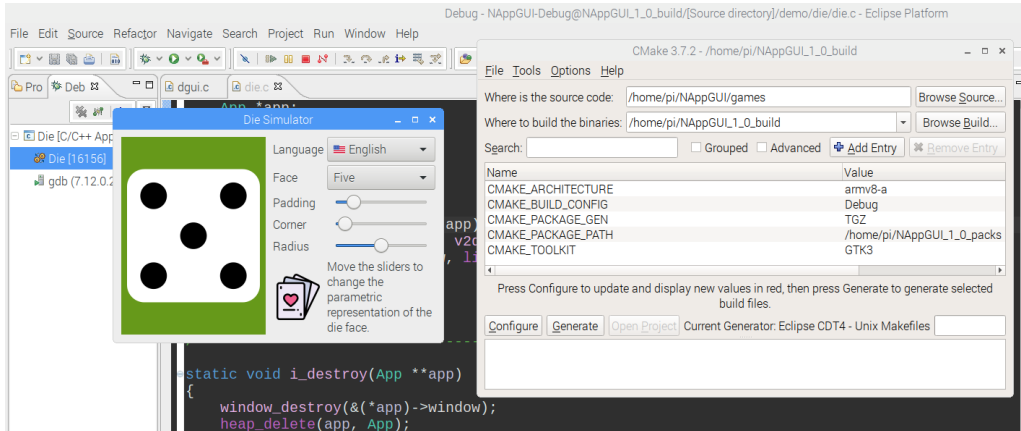 Debug - NAppGUI-Debug@NAppGUI_1_0_build/[Source directory]/demo/die/die.c - Eclipse Platform
File Edit Source Refactor Navigate Search Project Run Window Help
Pro Deb
dgui.c die.c
App *app;
Die [C/C++ App
Die [16156]
gdb (7.12.0.2
app)
v2d
, li
static void i_destroy(App **app)
{
window_destroy(&(*app)->window);
heap_delete(app, App);
Die Simulator
Language English
Face Five
Padding
Corner
Radius
Move the sliders to
change the
parametric
representation of the
die face.
CMake 3.7.2 - /home/pi/NAppGUI_1_0_build
File Tools Options Help
Where is the source code: /home/pi/NAppGUI/games Browse Source...
Where to build the binaries: /home/pi/NAppGUI_1_0_build Browse Build...
Search: Grouped Advanced Add Entry Remove Entry
Name Value
CMAKE_ARCHITECTURE armv8-a
CMAKE_BUILD_CONFIG Debug
CMAKE_PACKAGE_GEN TGZ
CMAKE_PACKAGE_PATH /home/pi/NAppGUI_1_0_packs
CMAKE_TOOLKIT GTK3
Press Configure to update and display new values in red, then press Generate to generate selected
build files.
Configure Generate Open Project Current Generator: Eclipse CDT4 - Unix Makefiles